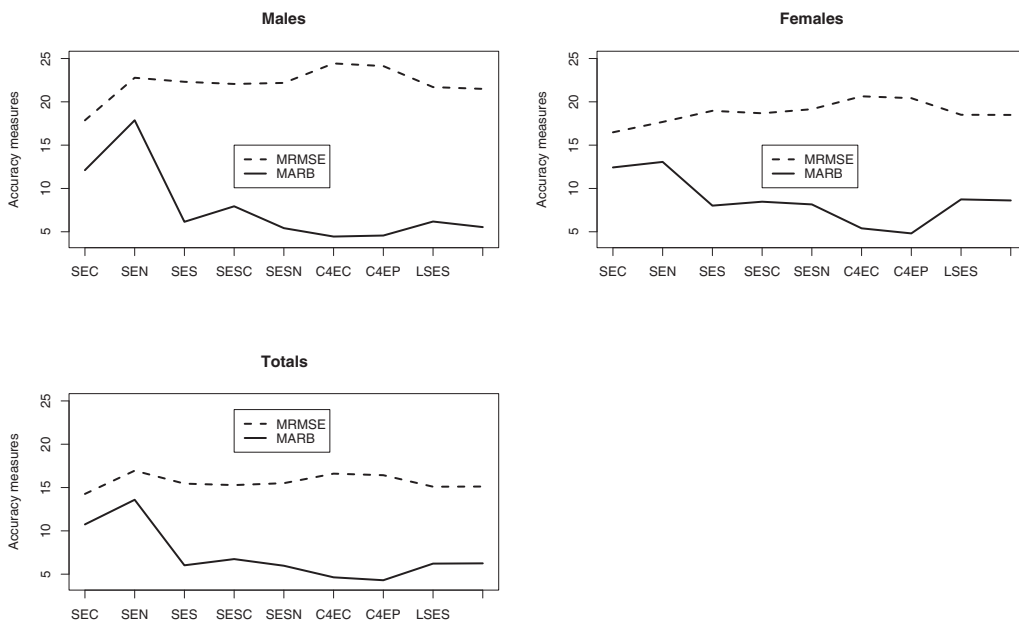 Males
Accuracy measures
25
20
15
10
5
MRMSE
MARB
SEC SEN SES SESC SESN C4EC C4EP LSES
Females
Accuracy measures
25
20
15
10
5
MRMSE
MARB
SEC SEN SES SESC SESN C4EC C4EP LSES
Totals
Accuracy measures
25
20
15
10
5
MRMSE
MARB
SEC SEN SES SESC SESN C4EC C4EP LSES